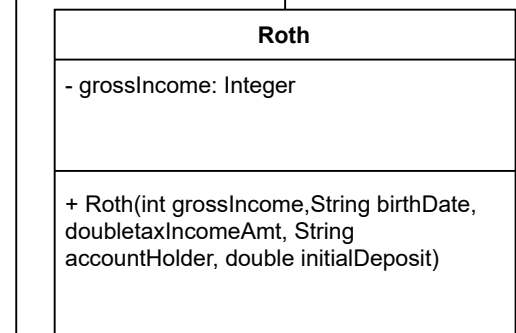 Roth
- grossIncome: Integer
+ Roth(int grossIncome,String birthDate,
doubletaxIncomeAmt, String
accountHolder, double initialDeposit)